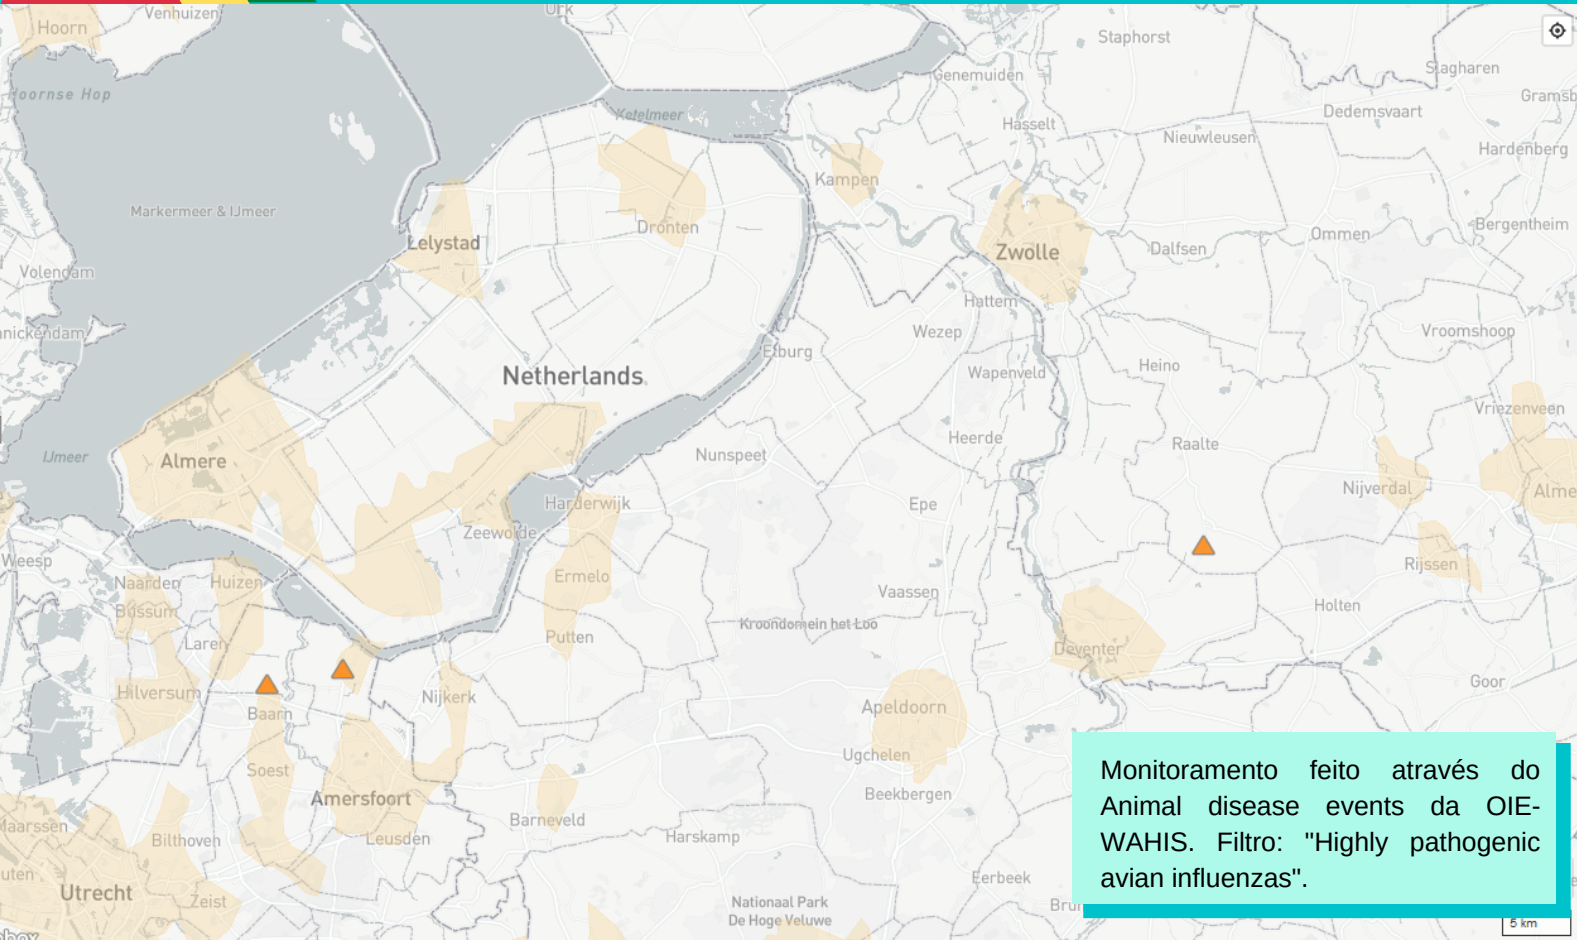 Urk
Venhuizen
Hoorn
Staphorst
Slagharen
Genemuiden
Hoornse Hop
Ketelmeer
Dedemsvaart
Hasselt
Nieuwleusen
Hardenberg
Kampen
Markermeer & IJmeer
Dronten
Bergentheim
Lelystad
Zwolle
Dalfsen
Ommen
Volendam
Hattem
Wezep
Vroomshoop
Elburg
Heino
Netherlands
Wapenveld
Vriezenveen
Heerde
Raalte
Nunspeet
IJmeer
Almere
Nijverdal
Alme
Harderwijk
Epe
Zeewolde
Weesp
Rijssen
Naarden
Huizen
Ermelo
Vaassen
Holten
Bussum
Kroondomein het Loo
Laren
Putten
Deventer
Hilversum
Nijkerk
Goor
Baarn
Apeldoorn
Ugchelen
Soest
Amersfoort
Beekbergen
Barneveld
Maarssen
Bilthoven
Leusden
Harskamp
Utrecht
Zeist
Eerbeek
Nationaal Park
De Hoge Veluwe
Monitoramento feito através do
Animal disease events da OIE-
WAHIS. Filtro: "Highly pathogenic
avian influenzas".
5 km